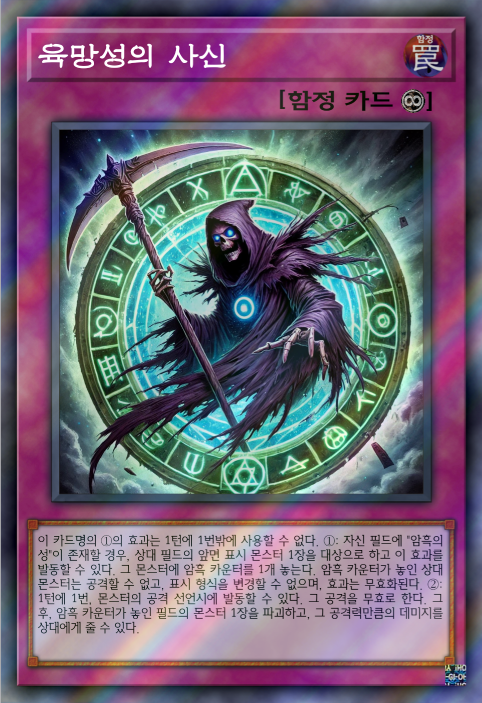 육망성의 사신
함정
罠
[함정 카드 ∞]
이 카드명의 ①의 효과는 1턴에 1번밖에 사용할 수 없다. ①: 자신 필드에 "암흑의
성"이 존재할 경우, 상대 필드의 앞면 표시 몬스터 1장을 대상으로 하고 이 효과를
발동할 수 있다. 그 몬스터에 암흑 카운터를 1개 놓는다. 암흑 카운터가 놓인 상대
몬스터는 공격할 수 없고, 표시 형식을 변경할 수 없으며, 효과는 무효화된다. ②:
1턴에 1번, 몬스터의 공격 선언시에 발동할 수 있다. 그 공격을 무효로 한다. 그
후, 암흑 카운터가 놓인 필드의 몬스터 1장을 파괴하고, 그 공격력만큼의 데미지를
상대에게 줄 수 있다.